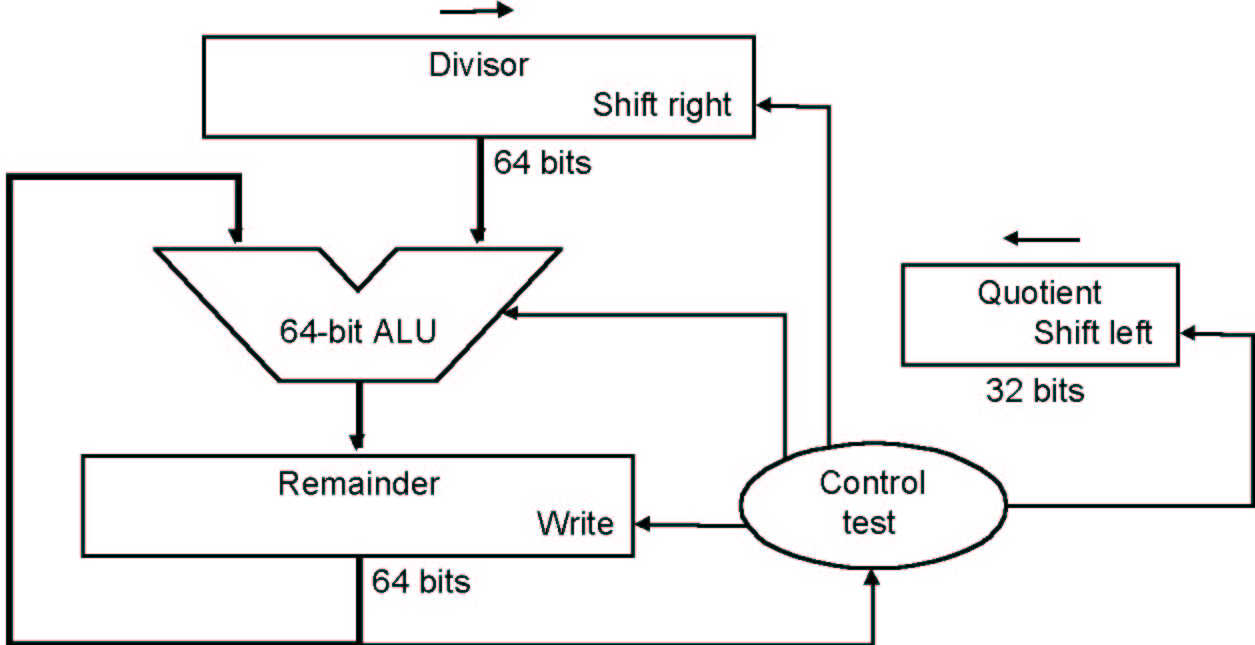 Divisor
Shift right
64 bits
64-bit ALU
Quotient
Shift left
32 bits
Remainder
Write
64 bits
Control
test